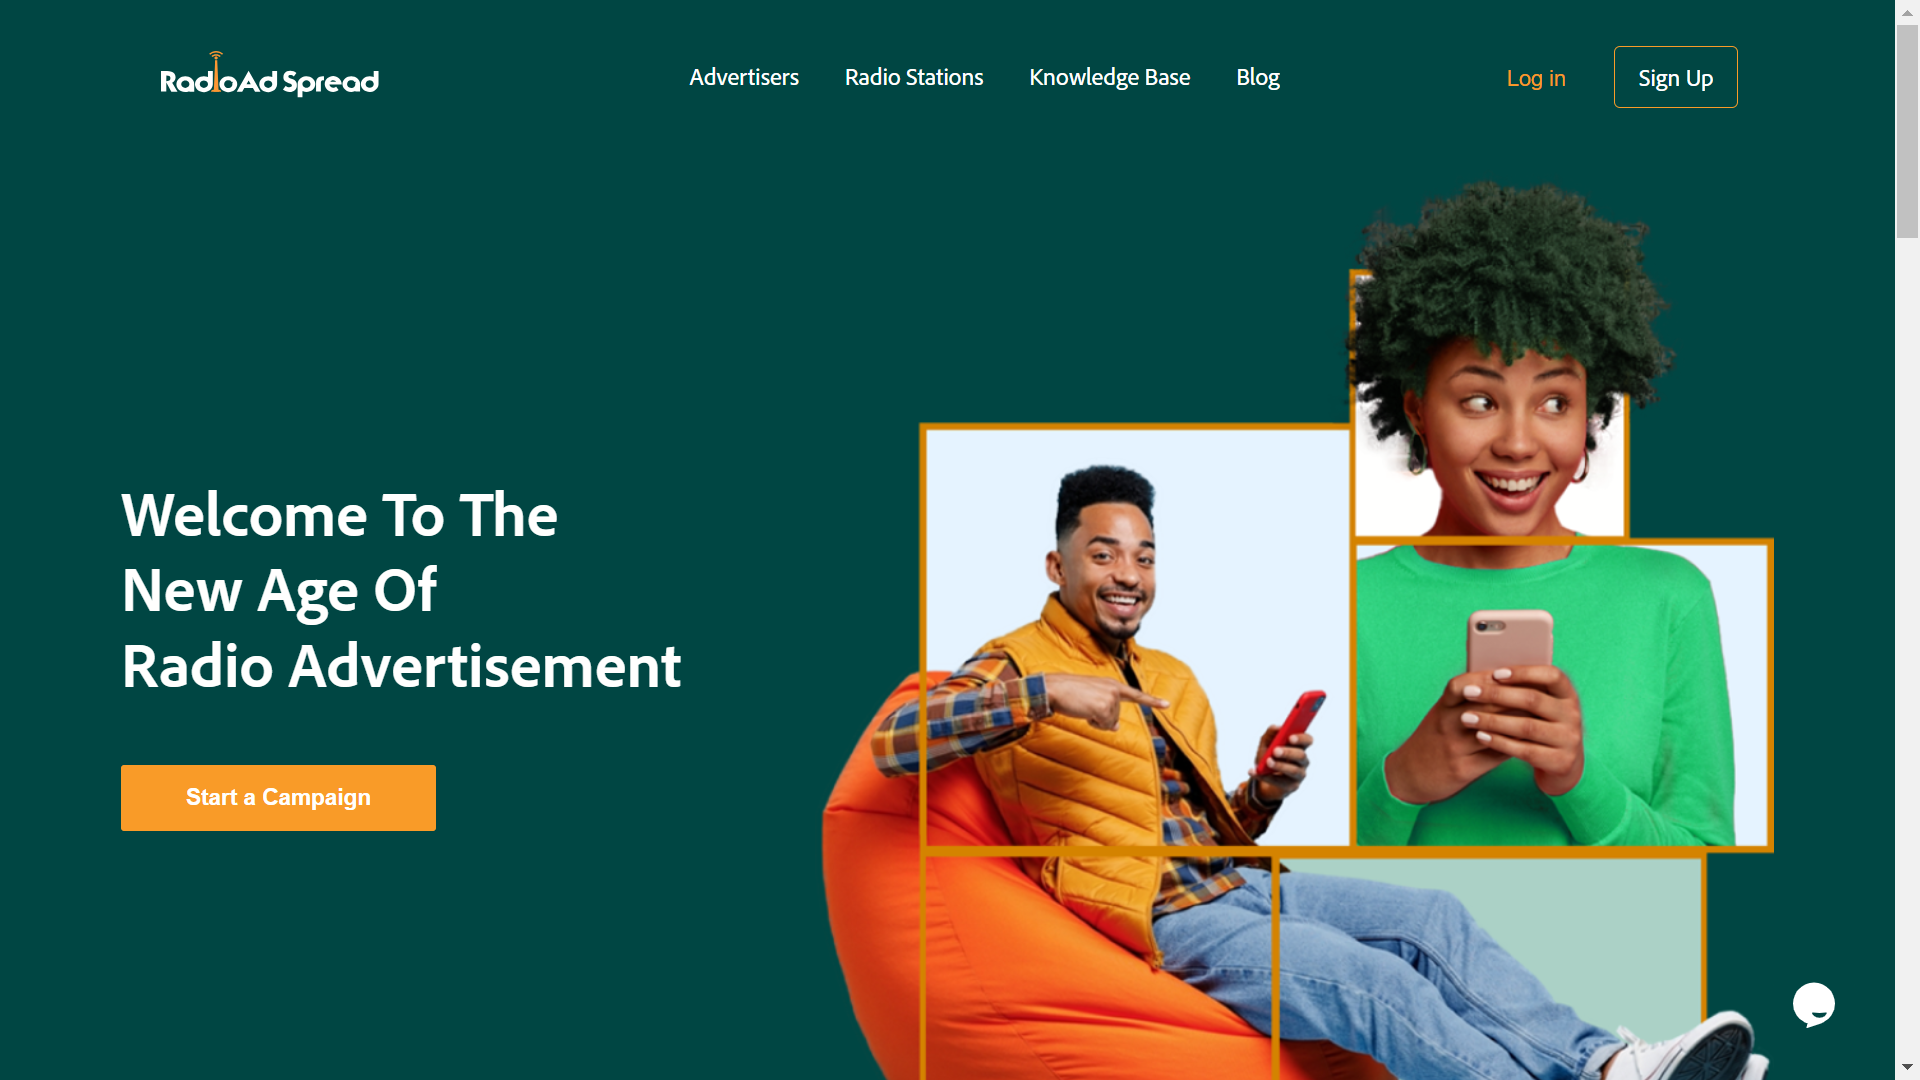 RadioAd Spread
Advertisers
Radio Stations
Knowledge Base
Blog
Log in
Sign Up
Welcome To The
New Age Of
Radio Advertisement
Start a Campaign